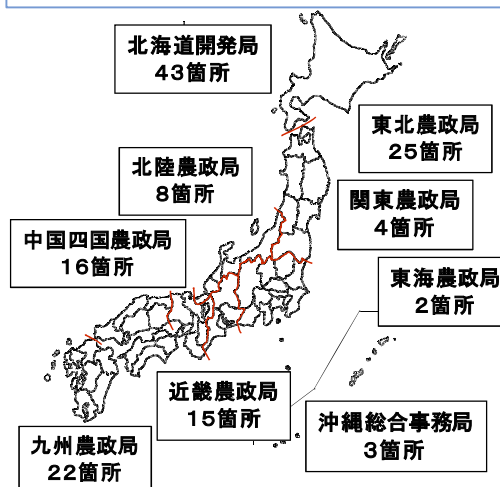 北海道開発局
43箇所
東北農政局
25箇所
北陸農政局
8箇所
関東農政局
4箇所
中国四国農政局
16箇所
東海農政局
2箇所
近畿農政局
15箇所
沖縄総合事務局
3箇所
九州農政局
22箇所